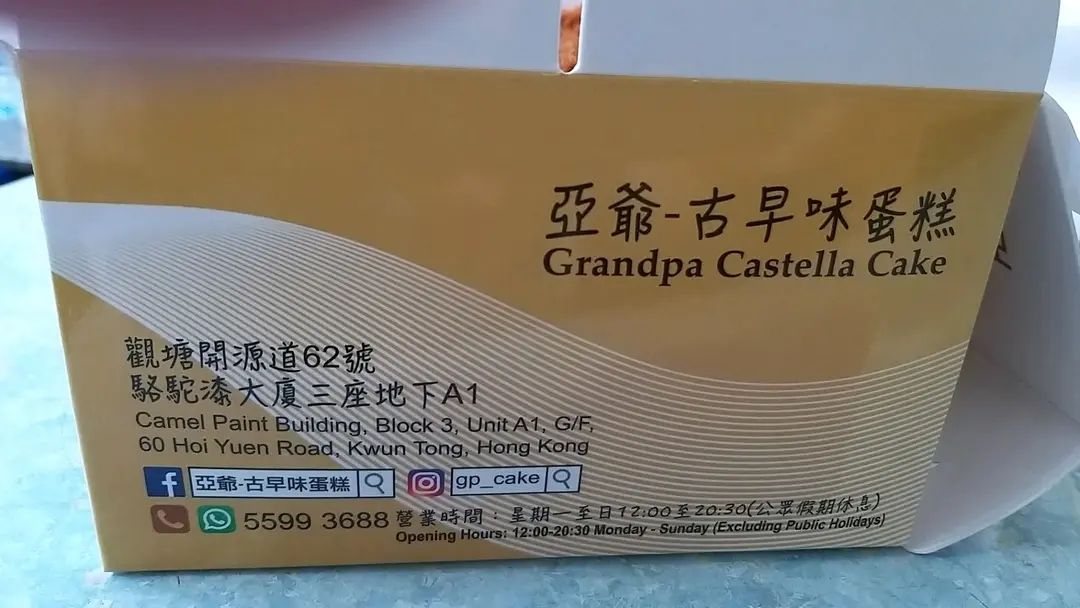 亞爺-古早味蛋糕
Grandpa Castella Cake
觀塘開源道62號
駱駝漆大廈三座地下A1
Camel Paint Building, Block 3, Unit A1, G/F,
60 Hoi Yuen Road, Kwun Tong, Hong Kong
亞爺-古早味蛋糕 gp_cake
5599 3688
營業時間：星期一至日12:00至20:30(公眾假期休息)
Opening Hours: 12:00-20:30 Monday - Sunday (Excluding Public Holidays)